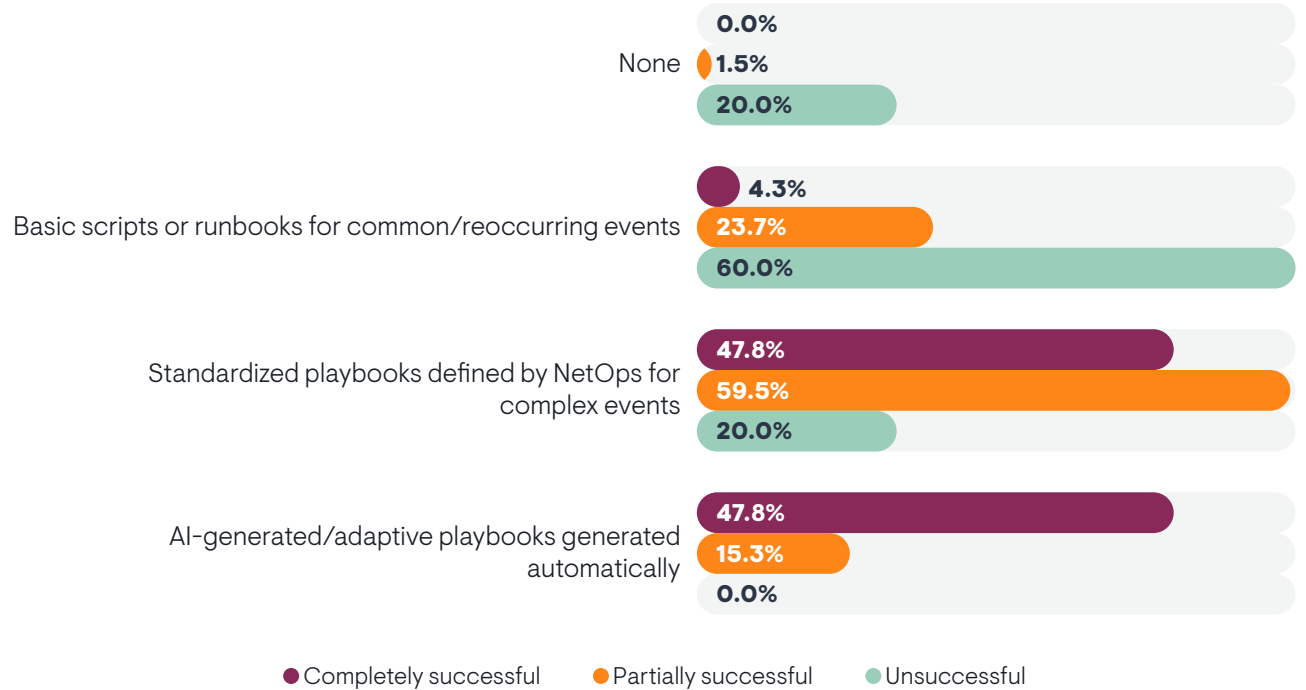 0.0%
None
1.5%
20.0%
4.3%
Basic scripts or runbooks for common/reoccurring events
23.7%
60.0%
47.8%
Standardized playbooks defined by NetOps for
complex events
59.5%
20.0%
47.8%
AI-generated/adaptive playbooks generated
automatically
15.3%
0.0%
Completely successful
Partially successful
Unsuccessful